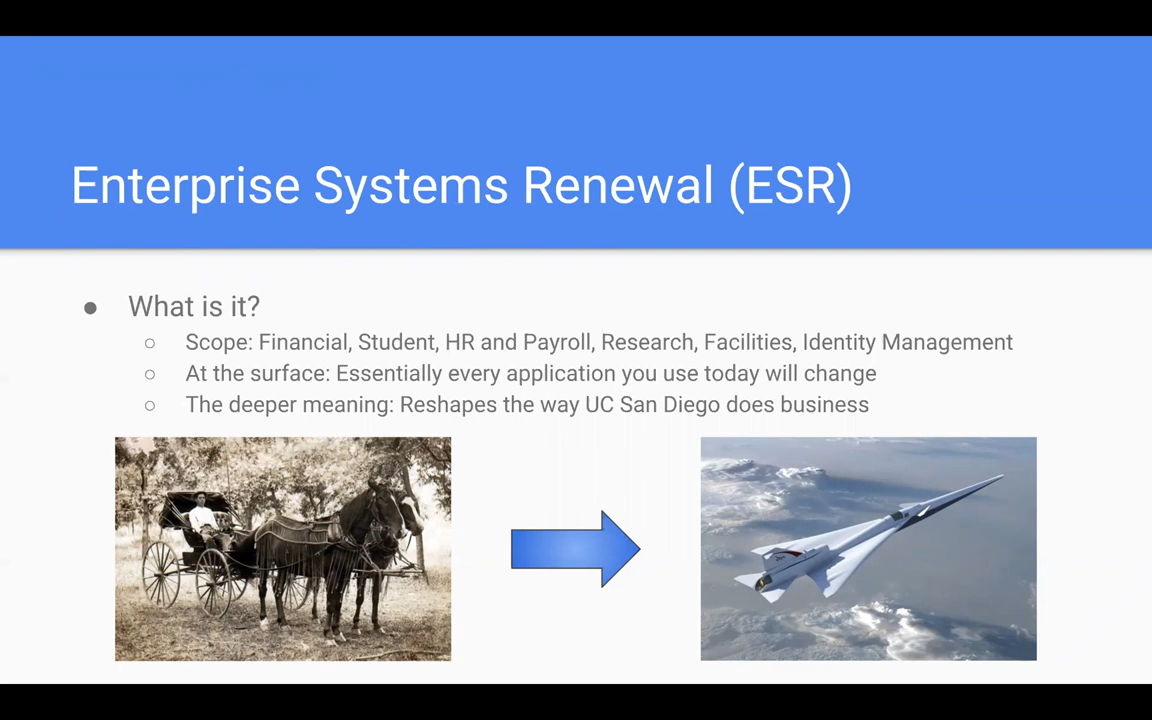 Enterprise Systems Renewal (ESR)
● What is it?
○ Scope: Financial, Student, HR and Payroll, Research, Facilities, Identity Management
○ At the surface: Essentially every application you use today will change
○ The deeper meaning: Reshapes the way UC San Diego does business